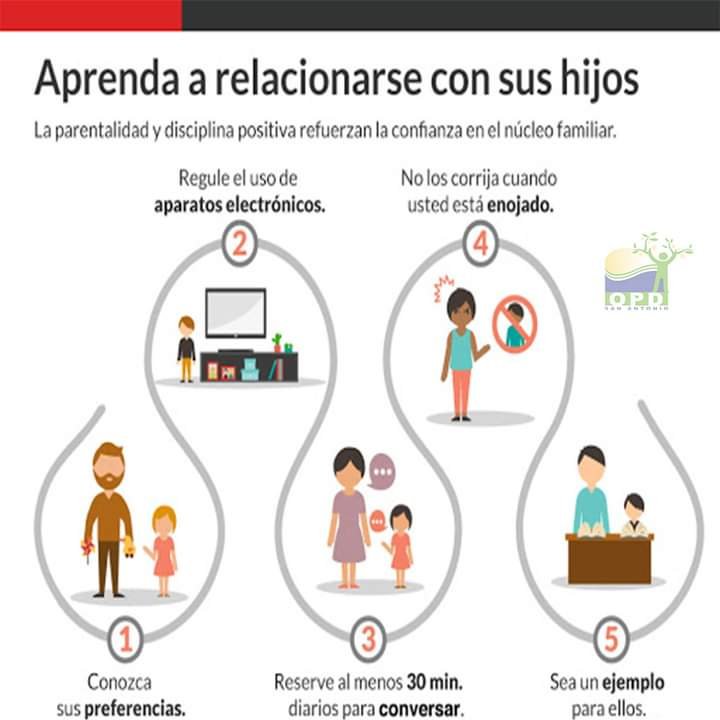 Aprenda a relacionarse con sus hijos
La parentalidad y disciplina positiva refuerzan la confianza en el núcleo familiar.
1
Conozca
sus preferencias.
2
Regule el uso de
aparatos electrónicos.
3
Reserve al menos 30 min.
diarios para conversar.
4
No los corrija cuando
usted está enojado.
5
Sea un ejemplo
para ellos.
OPD
SAN ANTONIO